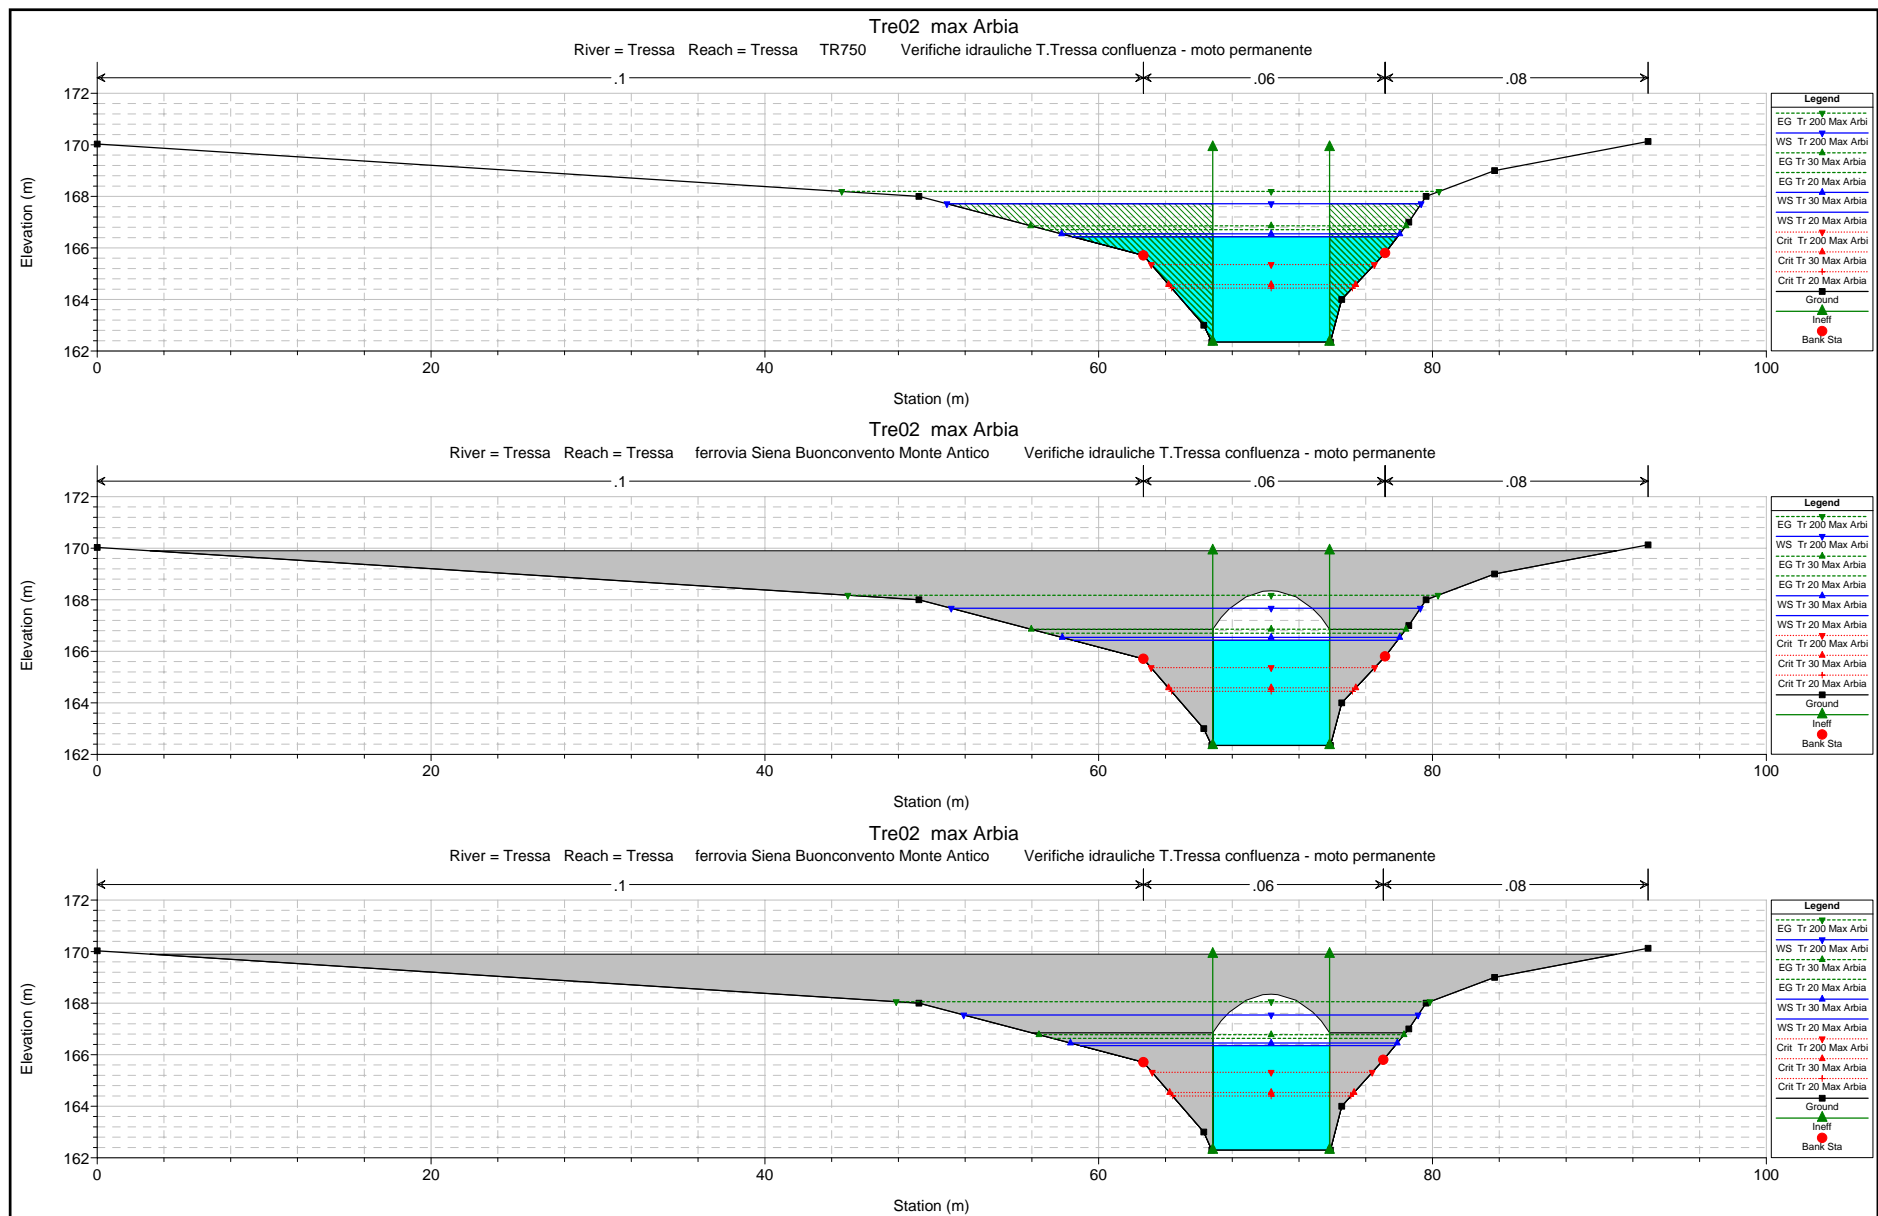 Tre02 max Arbia
River = Tressa Reach = Tressa TR750 Verifiche idrauliche T.Tressa confluenza - moto permanente
.1 .06 .08
172
170
168
166
164
162
0 20 40 60 80 100
Elevation (m)
Station (m)
Legend
EG Tr 200 Max Arbi
WS Tr 200 Max Arbi
EG Tr 30 Max Arbia
EG Tr 20 Max Arbia
WS Tr 30 Max Arbia
WS Tr 20 Max Arbia
Crit Tr 200 Max Arbi
Crit Tr 30 Max Arbia
Crit Tr 20 Max Arbia
Ground
Ineff
Bank Sta
Tre02 max Arbia
River = Tressa Reach = Tressa ferrovia Siena Buonconvento Monte Antico Verifiche idrauliche T.Tressa confluenza - moto permanente
.1 .06 .08
172
170
168
166
164
162
0 20 40 60 80 100
Elevation (m)
Station (m)
Legend
EG Tr 200 Max Arbi
WS Tr 200 Max Arbi
EG Tr 30 Max Arbia
EG Tr 20 Max Arbia
WS Tr 30 Max Arbia
WS Tr 20 Max Arbia
Crit Tr 200 Max Arbi
Crit Tr 30 Max Arbia
Crit Tr 20 Max Arbia
Ground
Ineff
Bank Sta
Tre02 max Arbia
River = Tressa Reach = Tressa ferrovia Siena Buonconvento Monte Antico Verifiche idrauliche T.Tressa confluenza - moto permanente
.1 .06 .08
172
170
168
166
164
162
0 20 40 60 80 100
Elevation (m)
Station (m)
Legend
EG Tr 200 Max Arbi
WS Tr 200 Max Arbi
EG Tr 30 Max Arbia
EG Tr 20 Max Arbia
WS Tr 30 Max Arbia
WS Tr 20 Max Arbia
Crit Tr 200 Max Arbi
Crit Tr 30 Max Arbia
Crit Tr 20 Max Arbia
Ground
Ineff
Bank Sta